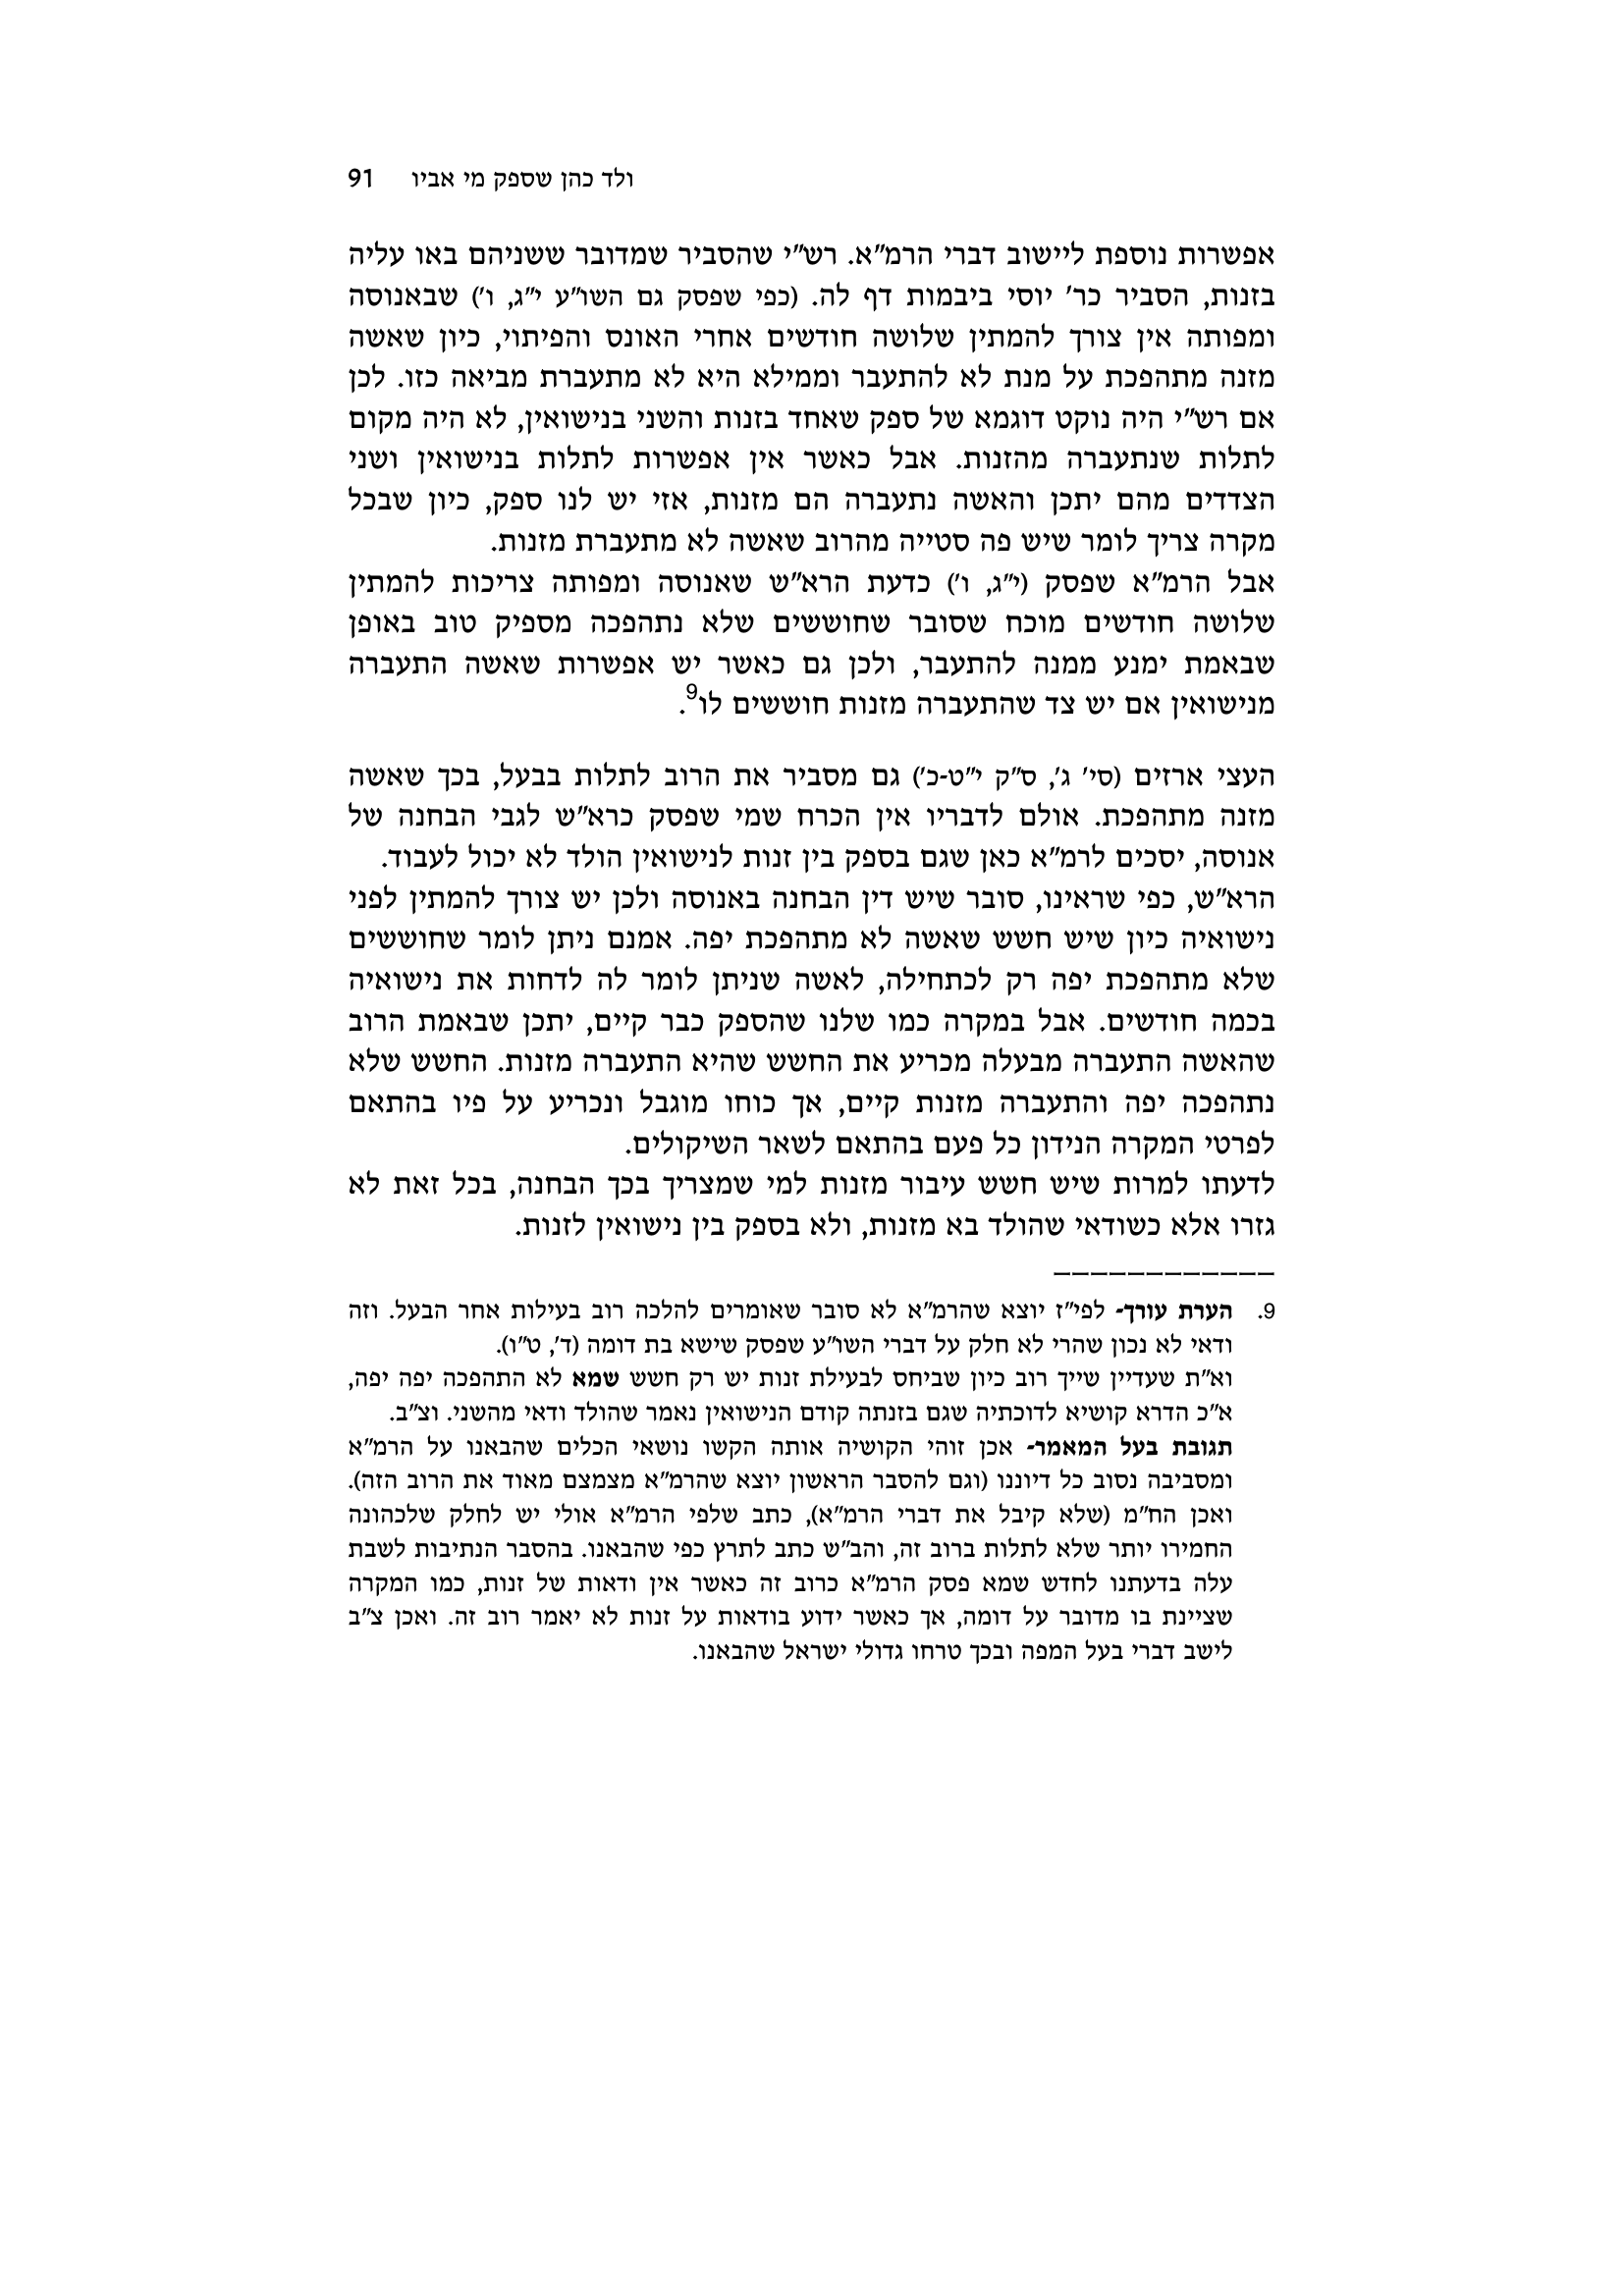 ולד כהן שספק מי אביו 91
אפשרות נוספת ליישוב דברי הרמ"א. רש"י שהסביר שמדובר ששניהם באו עליה
בזנות, הסביר כר' יוסי ביבמות דף לה. (כפי שפסק גם השו"ע י"ג, ו') שבאנוסה
ומפותה אין צורך להמתין שלושה חודשים אחרי האונס והפיתוי, כיון שאשה
מזנה מתהפכת על מנת לא להתעבר וממילא היא לא מתעברת מביאה כזו. לכן
אם רש"י היה נוקט דוגמא של ספק שאחד בזנות והשני בנישואין, לא היה מקום
לתלות שנתעברה מהזנות. אבל כאשר אין אפשרות לתלות בנישואין ושני
הצדדים מהם יתכן והאשה נתעברה הם מזנות, אזי יש לנו ספק, כיון שבכל
מקרה צריך לומר שיש פה סטייה מהרוב שאשה לא מתעברת מזנות.
אבל הרמ"א שפסק (י"ג, ו') כדעת הרא"ש שאנוסה ומפותה צריכות להמתין
שלושה חודשים מוכח שסובר שחוששים שלא נתהפכה מספיק טוב באופן
שבאמת ימנע ממנה להתעבר, ולכן גם כאשר יש אפשרות שאשה התעברה
מנישואין אם יש צד שהתעברה מזנות חוששים לו9.
העצי ארזים (סי' ג', ס"ק י"ט-כ') גם מסביר את הרוב לתלות בבעל, בכך שאשה
מזנה מתהפכת. אולם לדבריו אין הכרח שמי שפסק כרא"ש לגבי הבחנה של
אנוסה, יסכים לרמ"א כאן שגם בספק בין זנות לנישואין הולד לא יכול לעבוד.
הרא"ש, כפי שראינו, סובר שיש דין הבחנה באנוסה ולכן יש צורך להמתין לפני
נישואיה כיון שיש חשש שאשה לא מתהפכת יפה. אמנם ניתן לומר שחוששים
שלא מתהפכת יפה רק לכתחילה, לאשה שניתן לומר לה לדחות את נישואיה
בכמה חודשים. אבל במקרה כמו שלנו שהספק כבר קיים, יתכן שבאמת הרוב
שהאשה התעברה מבעלה מכריע את החשש שהיא התעברה מזנות. החשש שלא
נתהפכה יפה והתעברה מזנות קיים, אך כוחו מוגבל ונכריע על פיו בהתאם
לפרטי המקרה הנידון כל פעם בהתאם לשאר השיקולים.
לדעתו למרות שיש חשש עיבור מזנות למי שמצריך בכך הבחנה, בכל זאת לא
גזרו אלא כשודאי שהולד בא מזנות, ולא בספק בין נישואין לזנות.
9. הערת עורך- לפי"ז יוצא שהרמ"א לא סובר שאומרים להלכה רוב בעילות אחר הבעל. וזה
ודאי לא נכון שהרי לא חלק על דברי השו"ע שפסק שישא בת דומה (ד', ט"ו).
וא"ת שעדיין שייך רוב כיון שביחס לבעילת זנות יש רק חשש שמא לא התהפכה יפה יפה,
א"כ הדרא קושיא לדוכתיה שגם בזנתה קודם הנישואין נאמר שהולד ודאי מהשני. וצ"ב.
תגובת בעל המאמר- אכן זוהי הקושיה אותה הקשו נושאי הכלים שהבאנו על הרמ"א
ומסביבה נסוב כל דיוננו (וגם להסבר הראשון יוצא שהרמ"א מצמצם מאוד את הרוב הזה).
ואכן הח"מ (שלא קיבל את דברי הרמ"א), כתב שלפי הרמ"א אולי יש לחלק שלכהונה
החמירו יותר שלא לתלות ברוב זה, והב"ש כתב לתרץ כפי שהבאנו. בהסבר הנתיבות לשבת
עלה בדעתנו לחדש שמא פסק הרמ"א כרוב זה כאשר אין ודאות של זנות, כמו המקרה
שציינת בו מדובר על דומה, אך כאשר ידוע בודאות על זנות לא יאמר רוב זה. ואכן צ"ב
לישב דברי בעל המפה ובכך טרחו גדולי ישראל שהבאנו.